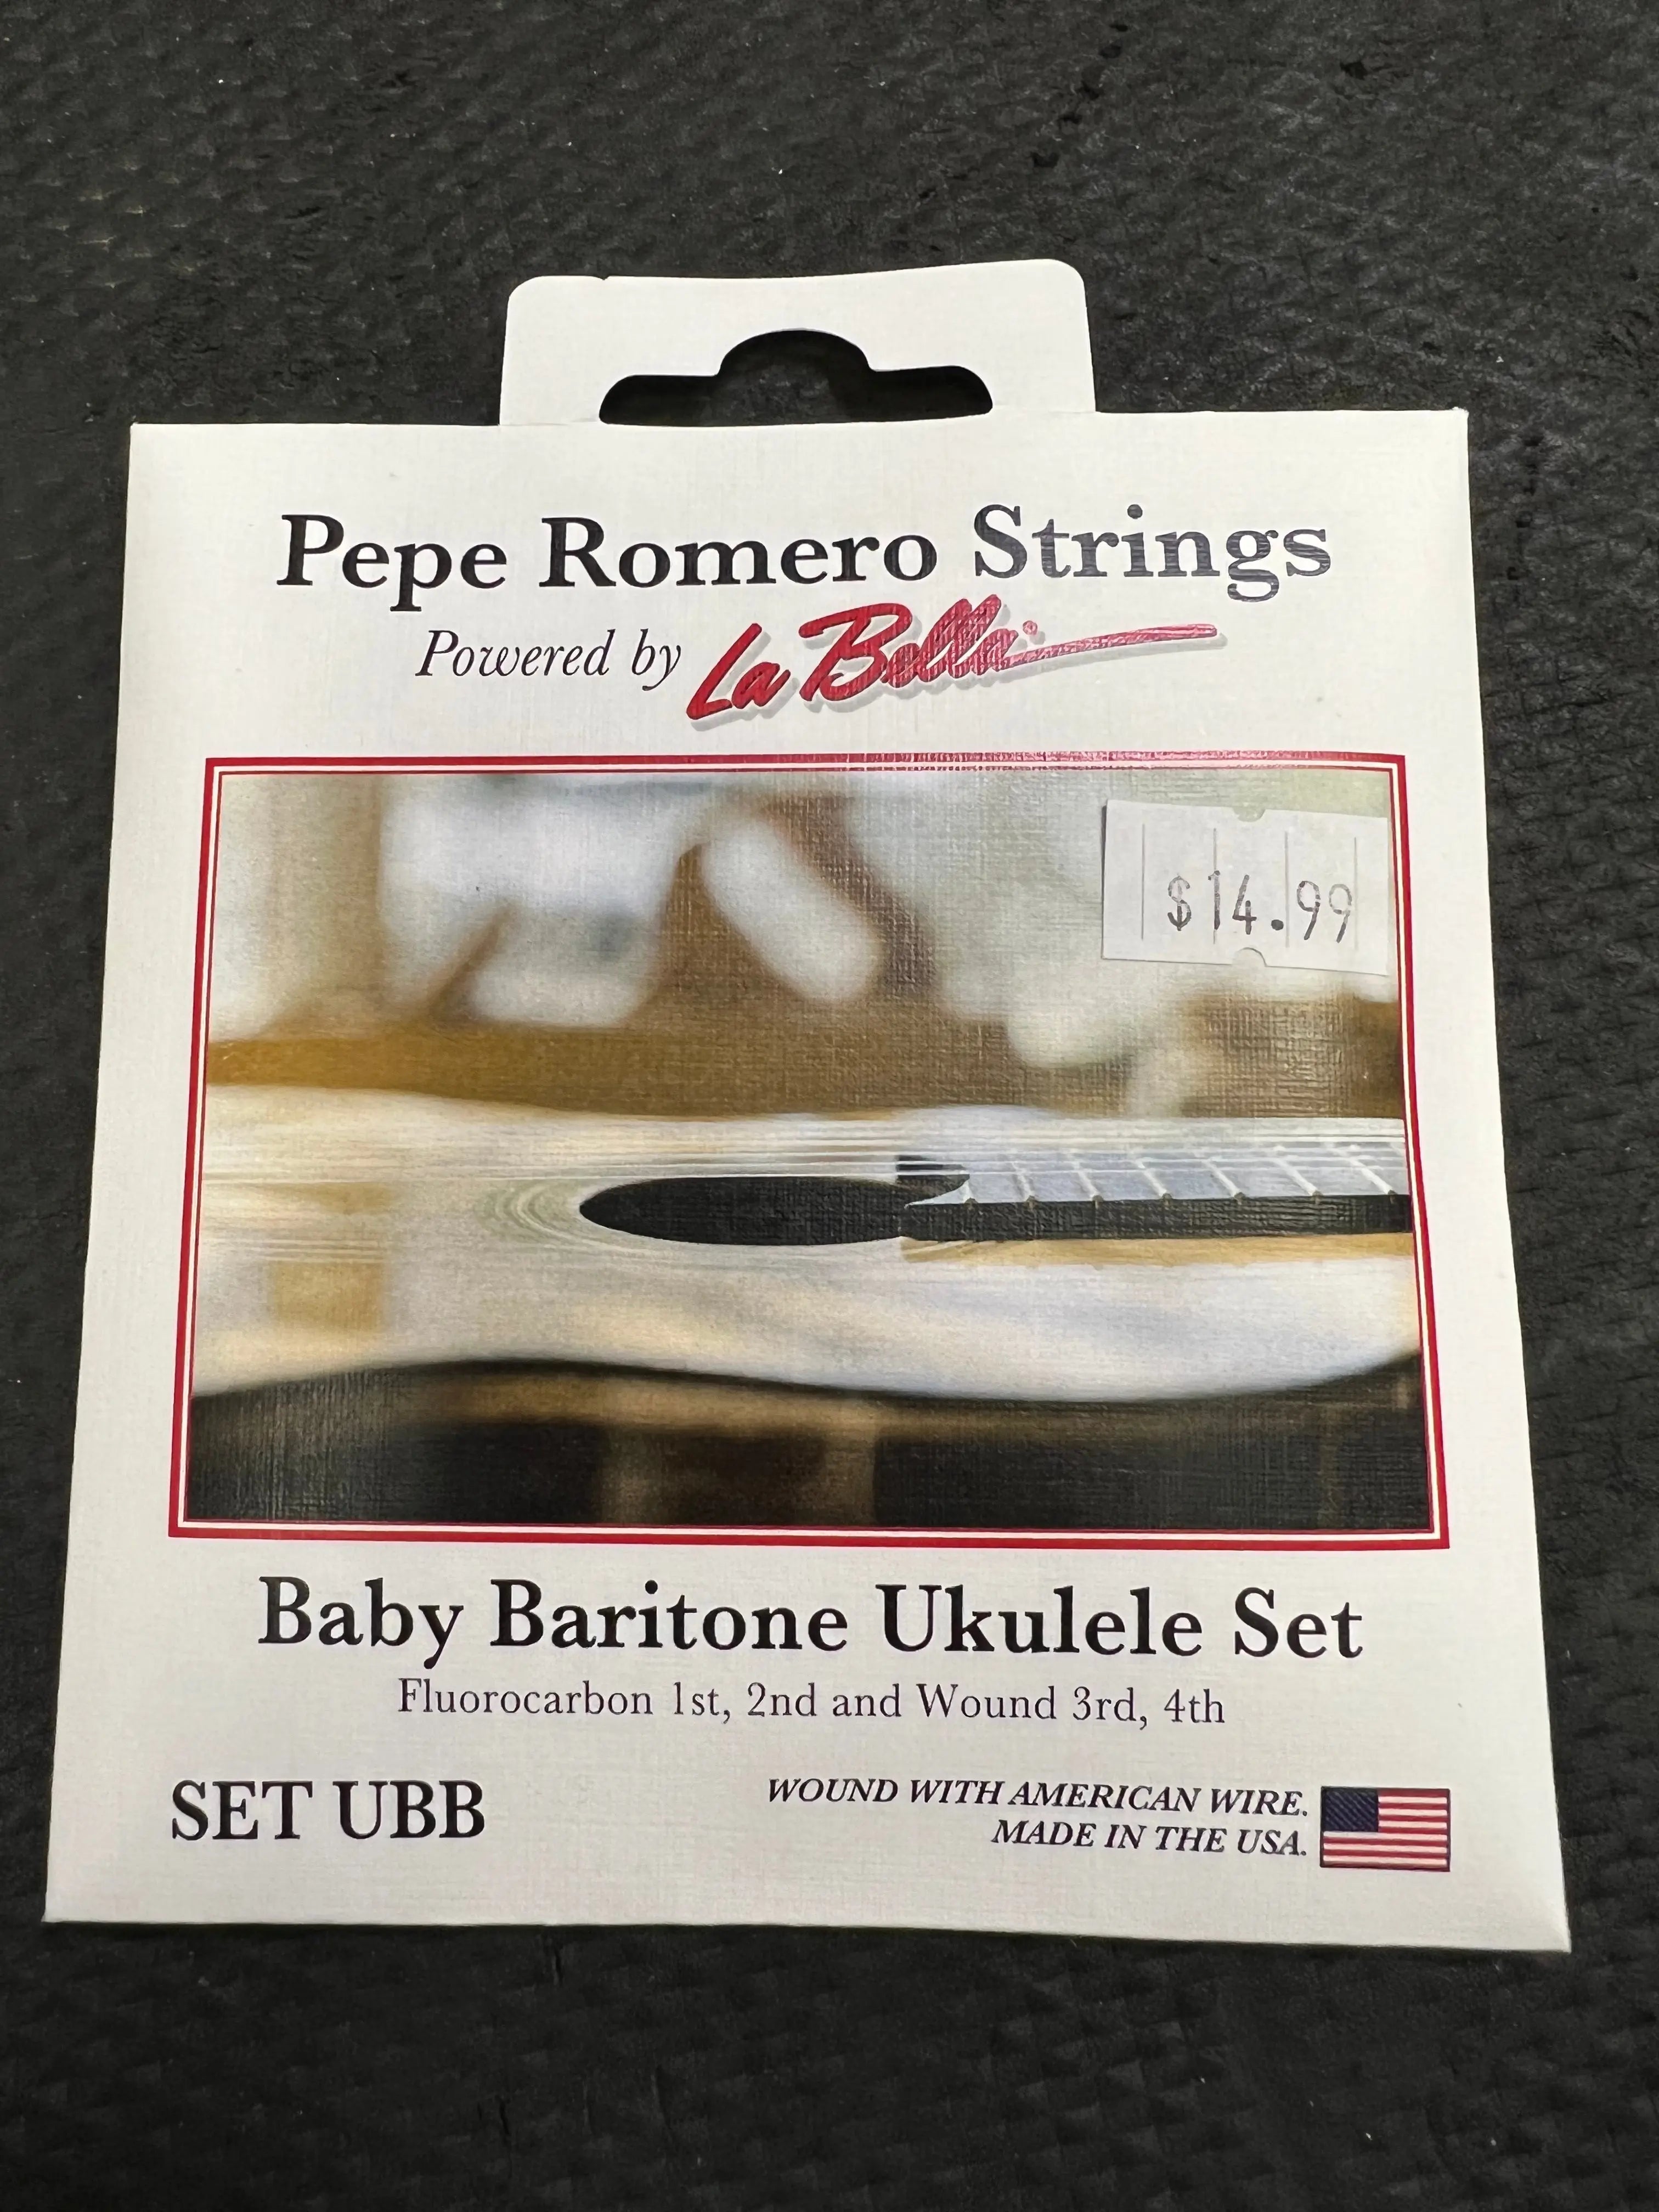 Pepe Romero Strings
Powered by La Bella®
$14.99
Baby Baritone Ukulele Set
Fluorocarbon 1st, 2nd and Wound 3rd, 4th
SET UBB
WOUND WITH AMERICAN WIRE.
MADE IN THE USA.